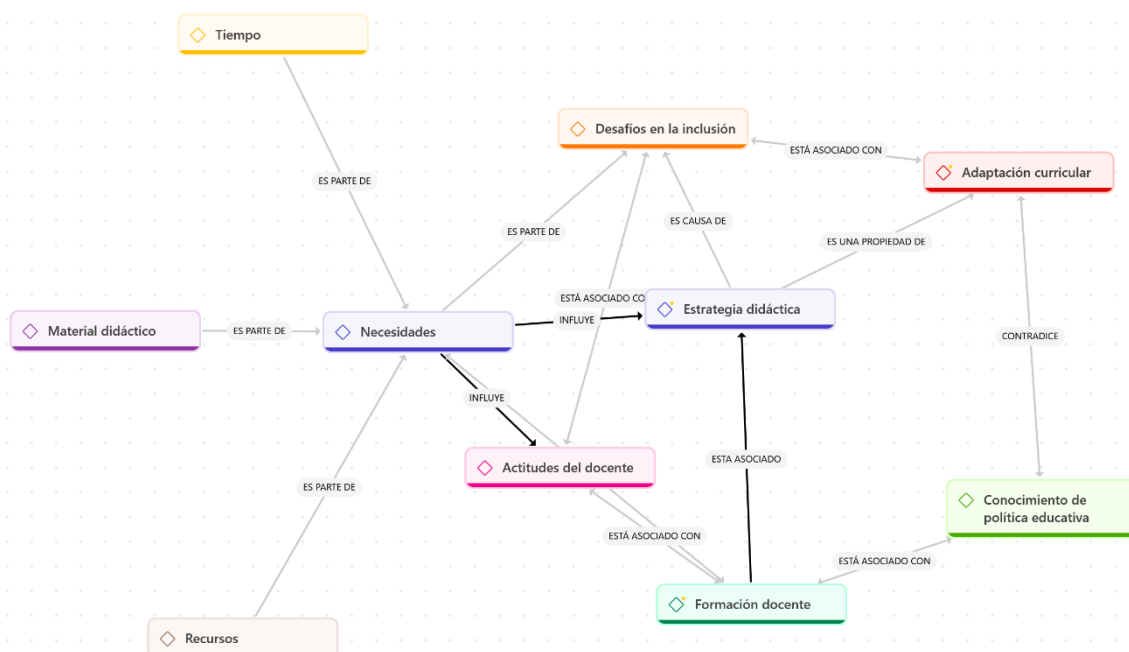 Tiempo
Desafíos en la inclusión
ESTÁ ASOCIADO CON
Adaptación curricular
ES PARTE DE
ES CAUSA DE
ES PARTE DE
ES UNA PROPIEDAD DE
ESTÁ ASOCIADO CO
Estrategia didáctica
INFLUYE
Material didáctico
ES PARTE DE
Necesidades
CONTRADICE
INFLUYE
ESTA ASOCIADO
Actitudes del docente
ES PARTE DE
Conocimiento de
política educativa
ESTÁ ASOCIADO CON
ESTÁ ASOCIADO CON
Formación docente
Recursos